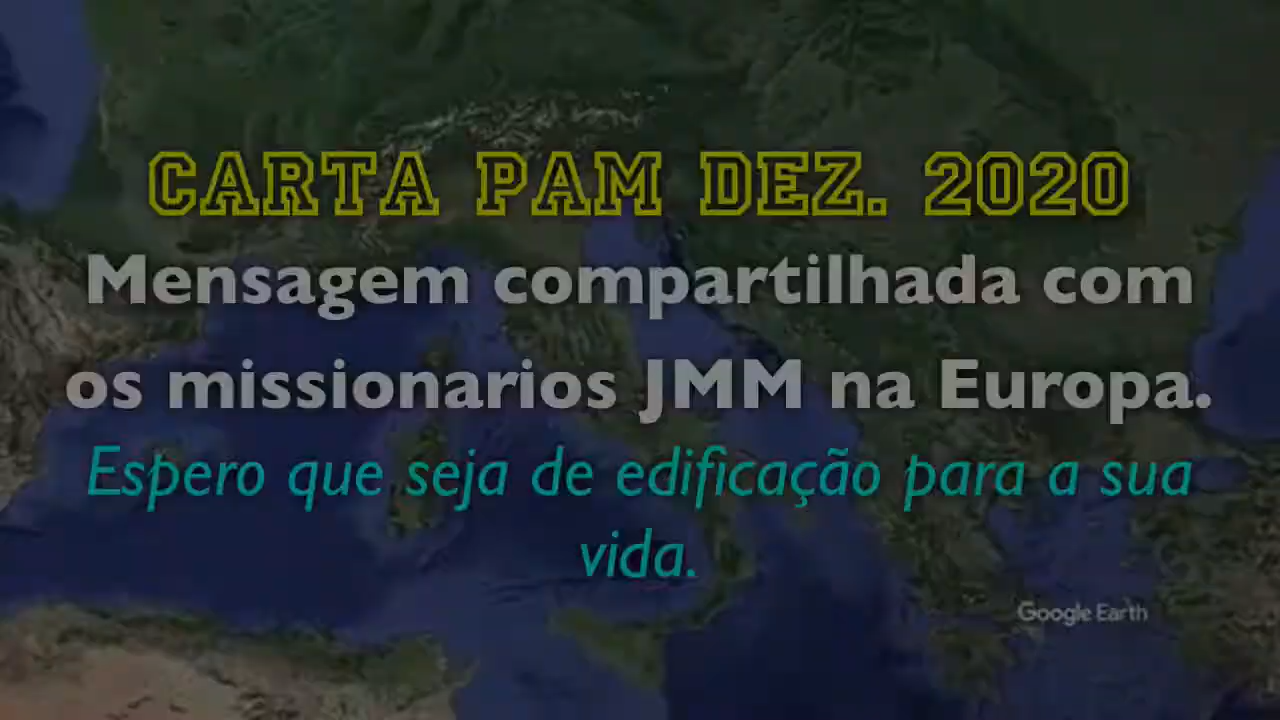 CARTA PAM DEZ. 2020
Mensagem compartilhada com
os missionarios JMM na Europa.
Espero que seja de edificação para a sua
vida.
Google Earth